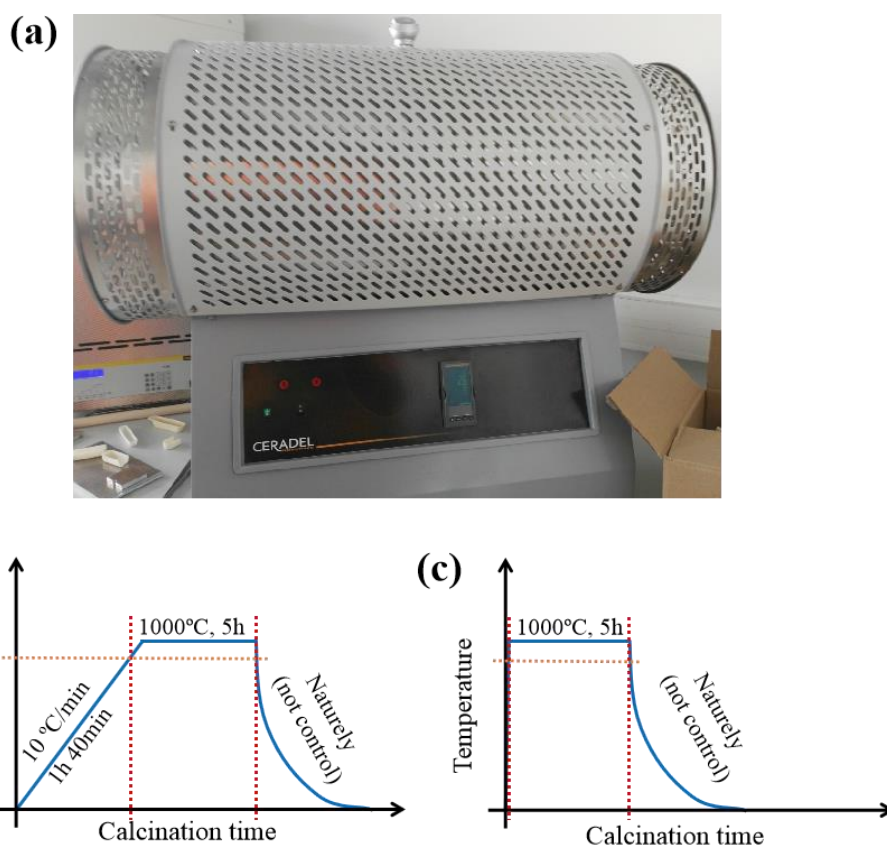 (a)
CERADEL
1000ºC, 5h
10 ºC/min
1h 40min
Naturely
(not control)
Calcination time
(c)
1000ºC, 5h
Temperature
Naturely
(not control)
Calcination time